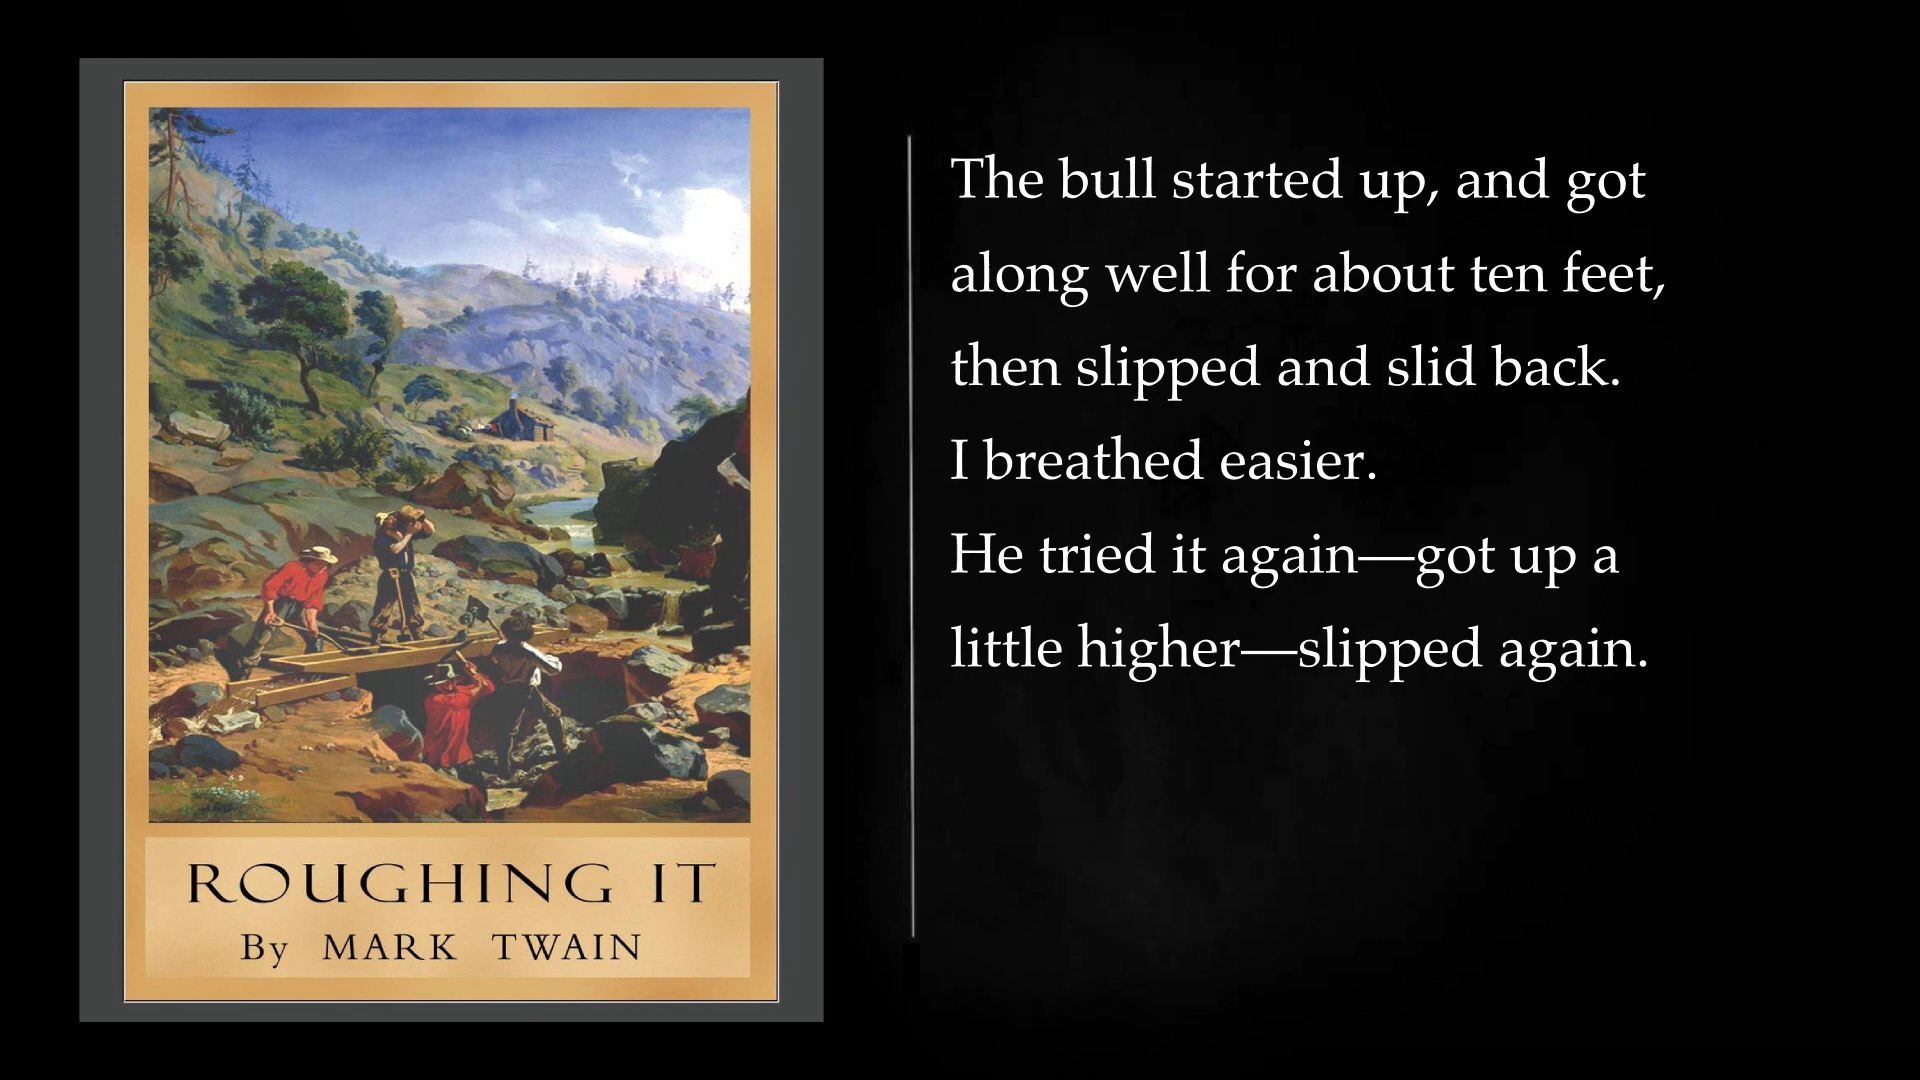 ROUGHING IT
By MARK TWAIN
The bull started up, and got
along well for about ten feet,
then slipped and slid back.
I breathed easier.
He tried it again—got up a
little higher—slipped again.